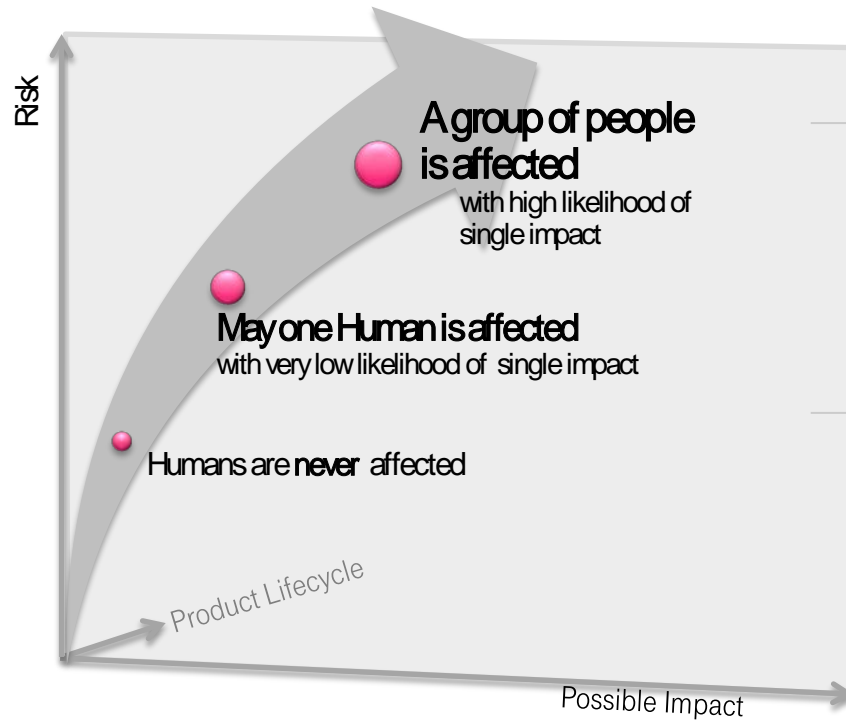 Risk
A group of people
is affected
with high likelihood of
single impact
May one Human is affected
with very low likelihood of single impact
Humans are never affected
Product Lifecycle
Possible Impact